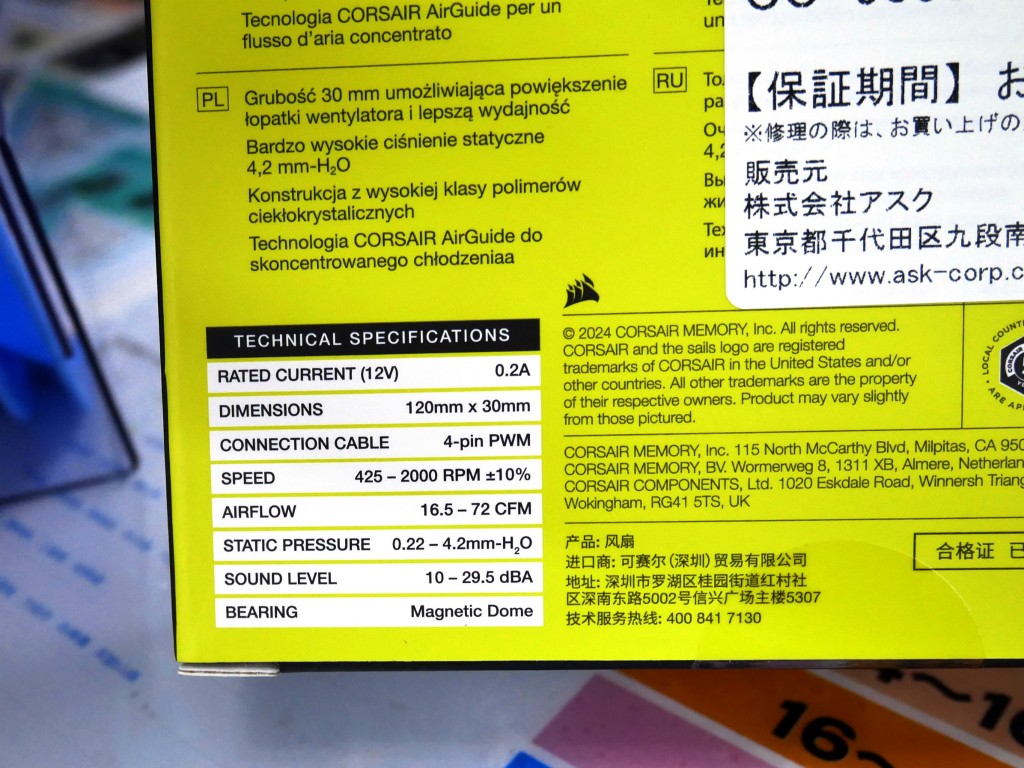 Tecnologia CORSAIR AirGuide per un
flusso d'aria concentrato
PL
Grubość 30 mm umożliwiająca powiększenie
łopatki wentylatora i lepszą wydajność
Bardzo wysokie ciśnienie statyczne
4,2 mm-H₂O
Konstrukcja z wysokiej klasy polimerów
ciekłokrystalicznych
Technologia CORSAIR AirGuide do
skoncentrowanego chłodzeniaa
RU
【保証期間】 お
※修理の際は、お買い上げの
販売元
株式会社アスク
東京都千代田区九段南
http://www.ask-corp.c
TECHNICAL SPECIFICATIONS
RATED CURRENT (12V) 0.2A
DIMENSIONS 120mm x 30mm
CONNECTION CABLE 4-pin PWM
SPEED 425 – 2000 RPM ±10%
AIRFLOW 16.5 – 72 CFM
STATIC PRESSURE 0.22 – 4.2mm-H₂O
SOUND LEVEL 10 – 29.5 dBA
BEARING Magnetic Dome
© 2024 CORSAIR MEMORY, Inc. All rights reserved.
CORSAIR and the sails logo are registered
trademarks of CORSAIR in the United States and/or
other countries. All other trademarks are the property
of their respective owners. Product may vary slightly
from those pictured.
LOCAL COUNT
ARE AP
CORSAIR MEMORY, Inc. 115 North McCarthy Blvd, Milpitas, CA 950
CORSAIR MEMORY, BV. Wormerweg 8, 1311 XB, Almere, Netherlan
CORSAIR COMPONENTS, Ltd. 1020 Eskdale Road, Winnersh Triang
Wokingham, RG41 5TS, UK
产品: 风扇
进口商: 可赛尔（深圳）贸易有限公司
地址: 深圳市罗湖区桂园街道红村社
区深南东路5002号信兴广场主楼5307
技术服务热线: 400 841 7130
合格证 已
16～